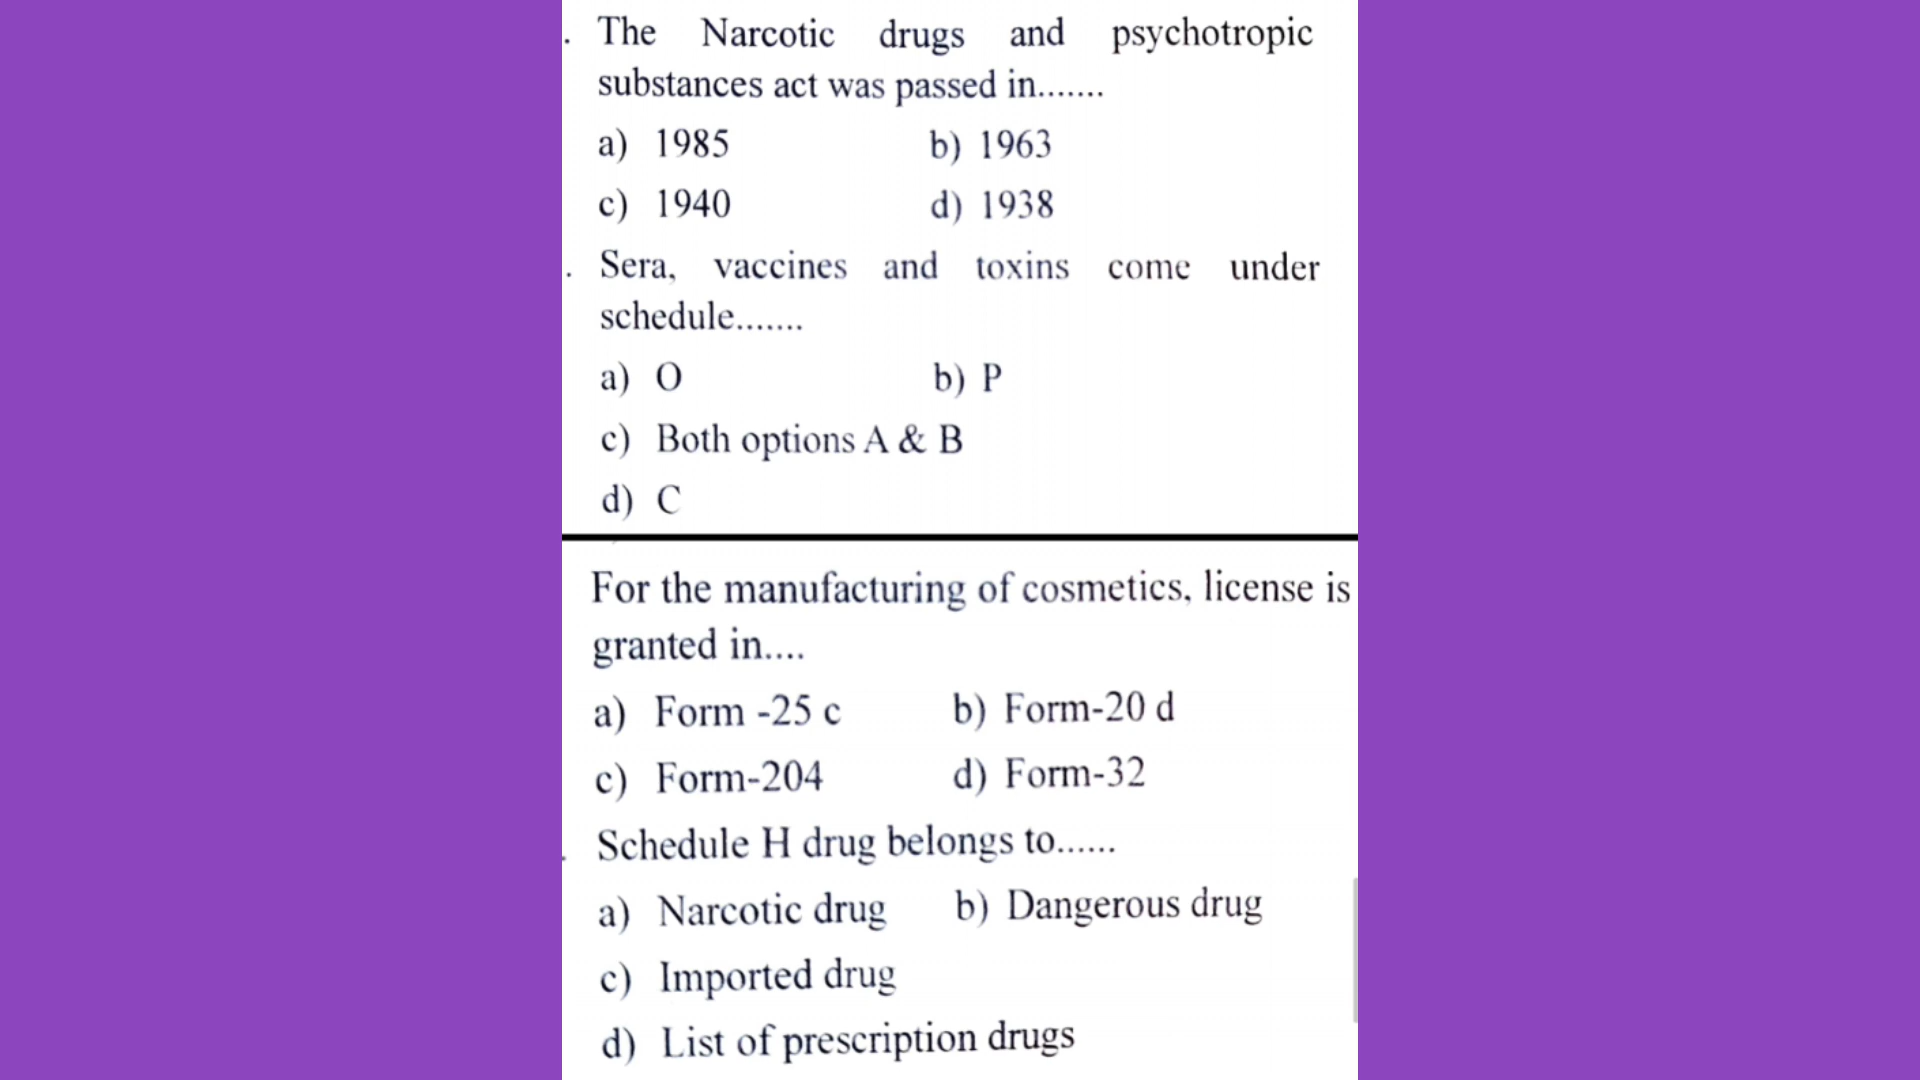 . The Narcotic drugs and psychotropic
substances act was passed in.......
a) 1985 b) 1963
c) 1940 d) 1938
. Sera, vaccines and toxins come under
schedule.......
a) O b) P
c) Both options A & B
d) C
For the manufacturing of cosmetics, license is
granted in....
a) Form -25 c b) Form-20 d
c) Form-204 d) Form-32
. Schedule H drug belongs to......
a) Narcotic drug b) Dangerous drug
c) Imported drug
d) List of prescription drugs